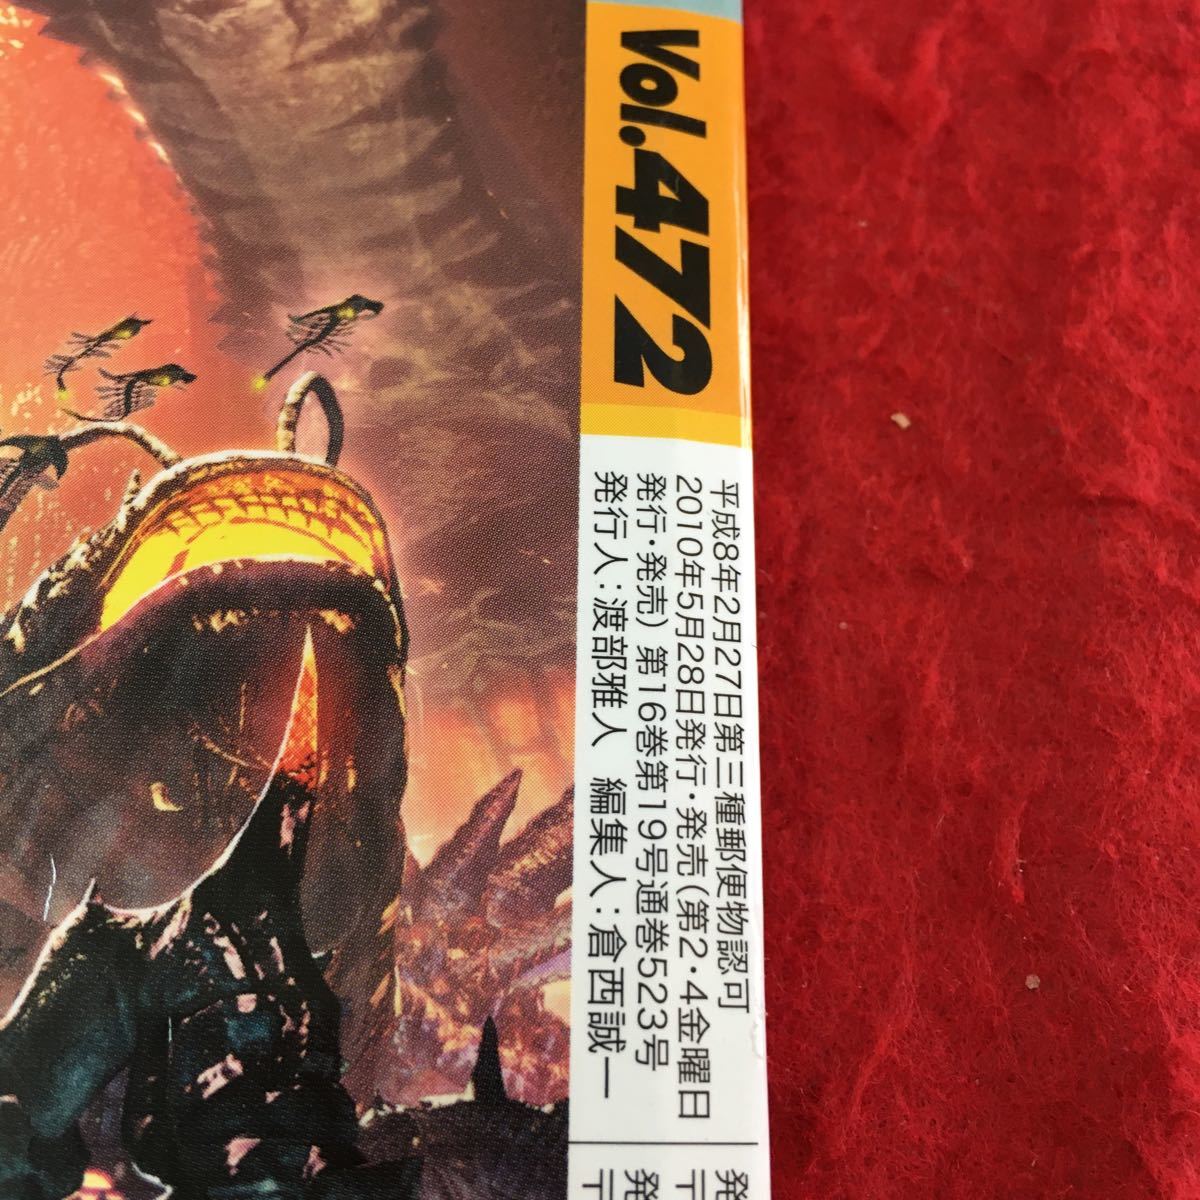 Vol.472
平成8年2月27日第三種郵便物認可
2010年5月28日発行・発売(第2・4金曜日
発行・発売) 第16巻第19号通巻523号
発行人:渡部雅人 編集人:倉西誠一